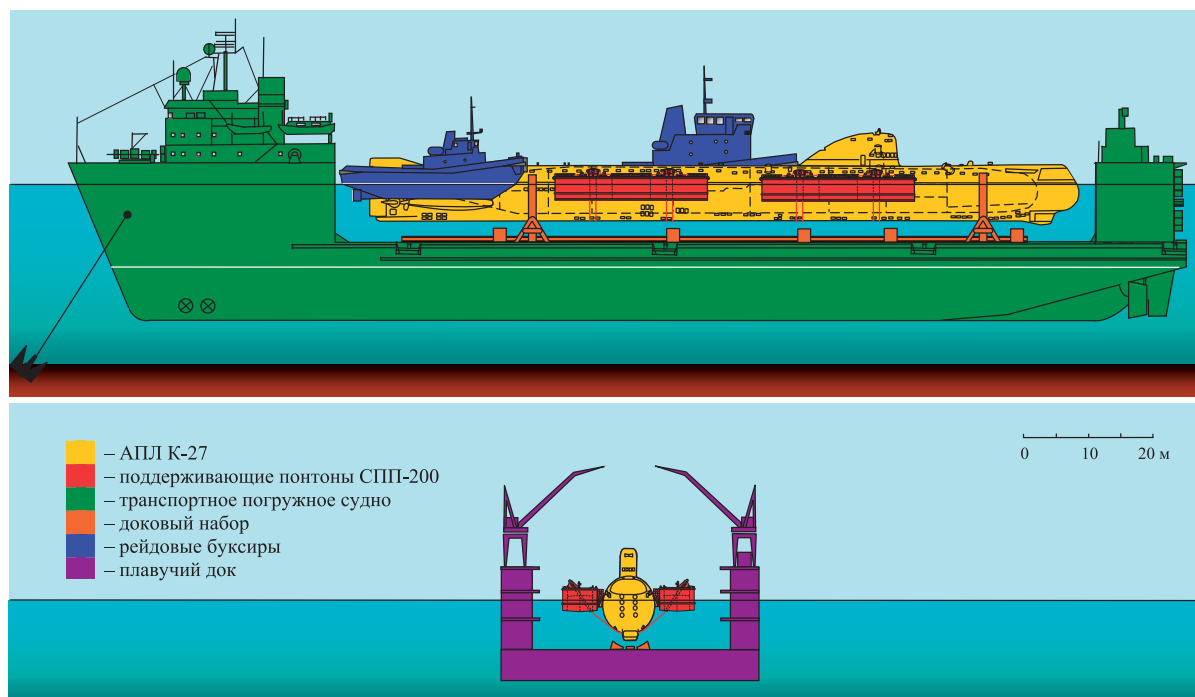 – АПЛ К-27
– поддерживающие понтоны СПП-200
– транспортное погружное судно
– доковый набор
– рейдовые буксиры
– плавучий док
0 10 20 м